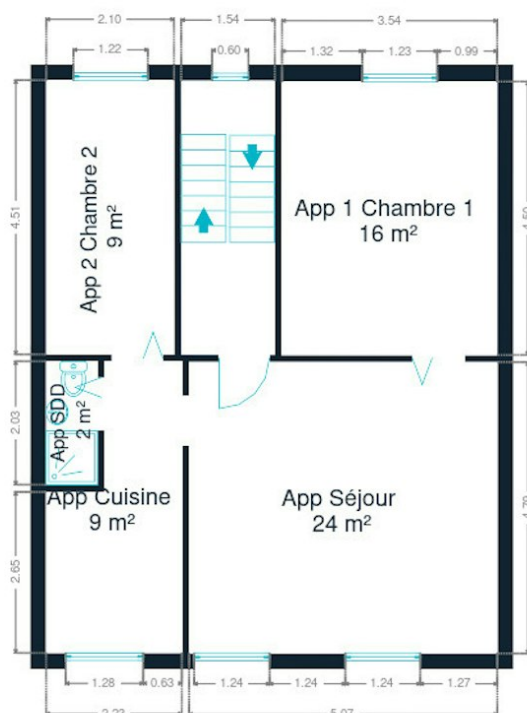 2.10
1.54
3.54
1.22
0.60
1.32
1.23
0.99
4.51
App 2 Chambre 2
9 m²
App 1 Chambre 1
16 m²
2.03
App SDD
2 m²
App Cuisine
9 m²
App Séjour
24 m²
2.65
1.28
0.63
1.24
1.24
1.24
1.27